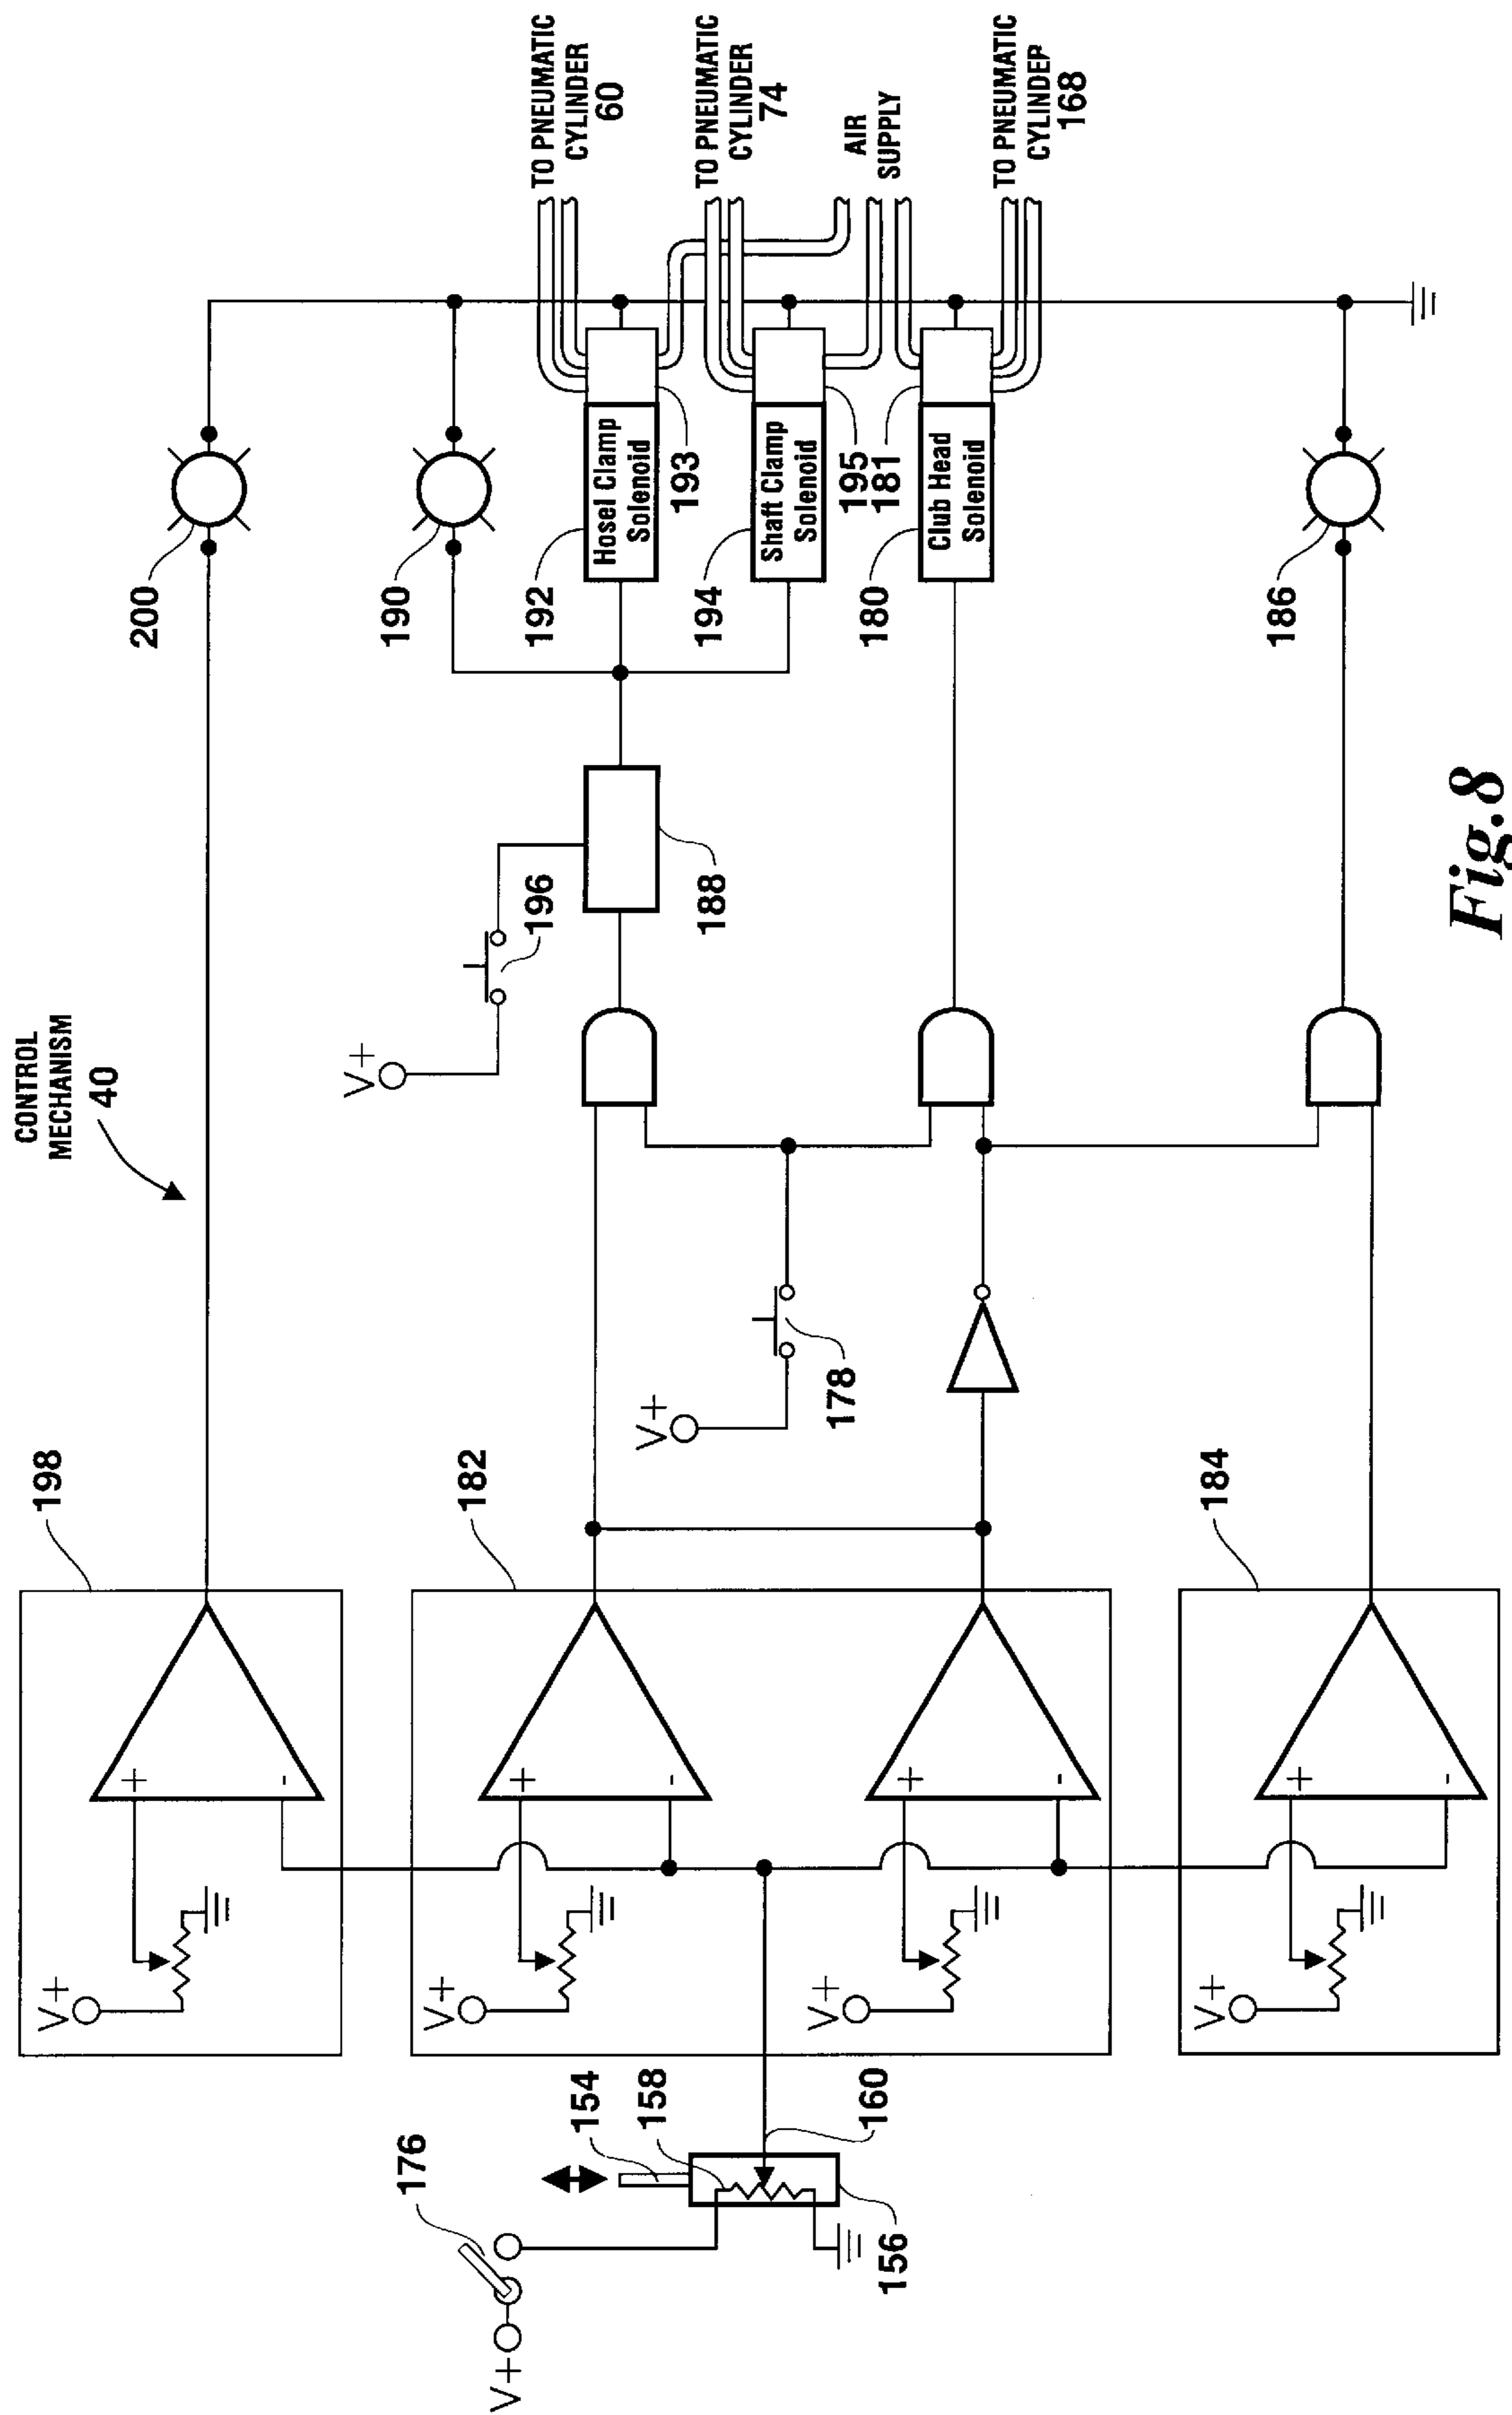 CONTROL
MECHANISM
40
198
V+
+
-
200
V+
196
190
176
V+
V+
+
-
182
TO PNEUMATIC
CYLINDER
60
192
Hosel Clamp
Solenoid
193
188
154
158
V+
178
TO PNEUMATIC
CYLINDER
74
194
Shaft Clamp
Solenoid
195
AIR
SUPPLY
160
156
V+
+
-
181
180
Club Head
Solenoid
TO PNEUMATIC
CYLINDEP
168
184
V+
+
-
186
Fig.8